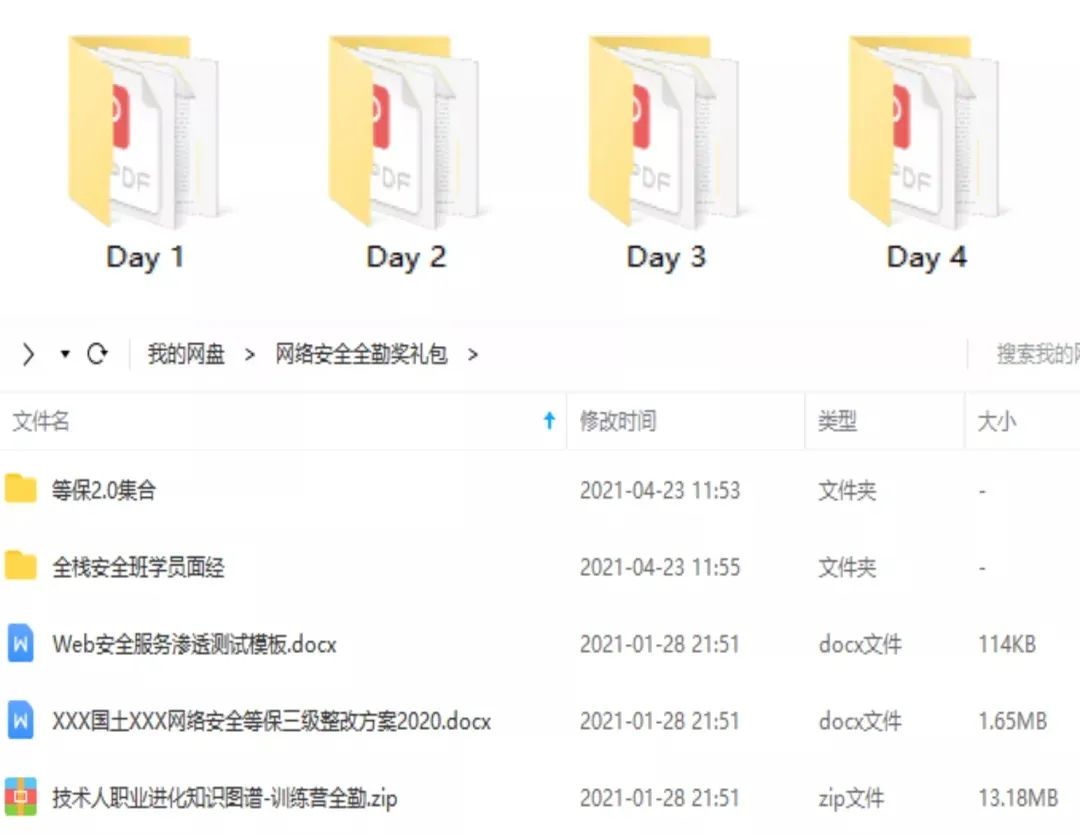 PDF PDF PDF PDF
Day 1 Day 2 Day 3 Day 4
我的网盘 > 网络安全全勤奖礼包 > 搜索我的
文件名 修改时间 类型 大小
等保2.0集合 2021-04-23 11:53 文件夹 -
全栈安全班学员面经 2021-04-23 11:55 文件夹 -
W Web安全服务渗透测试模板.docx 2021-01-28 21:51 docx文件 114KB
W XXX国土XXX网络安全等保三级整改方案2020.docx 2021-01-28 21:51 docx文件 1.65MB
技术人职业进化知识图谱-训练营全勤.zip 2021-01-28 21:51 zip文件 13.18MB